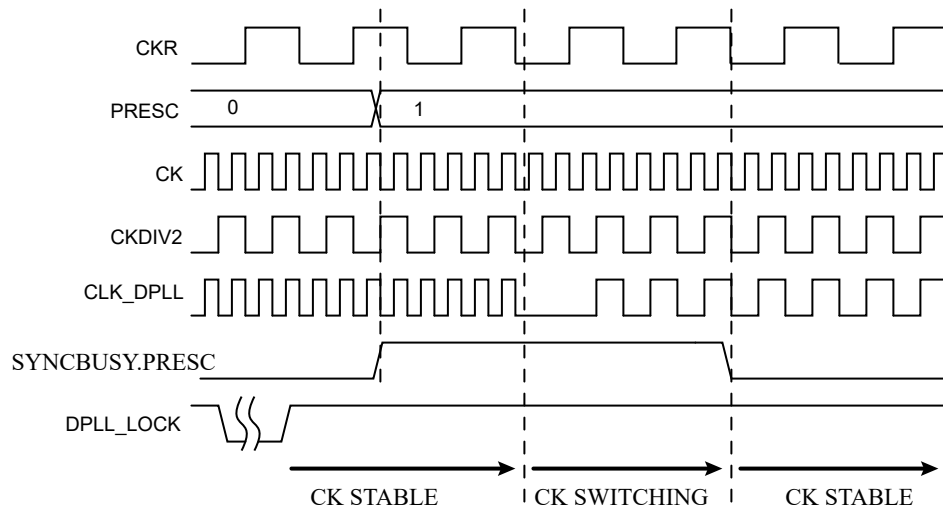 CKR
PRESC 0 1
CK
CKDIV2
CLK_DPLL
SYNCBUSY.PRESC
DPLL_LOCK
CK STABLE CK SWITCHING CK STABLE